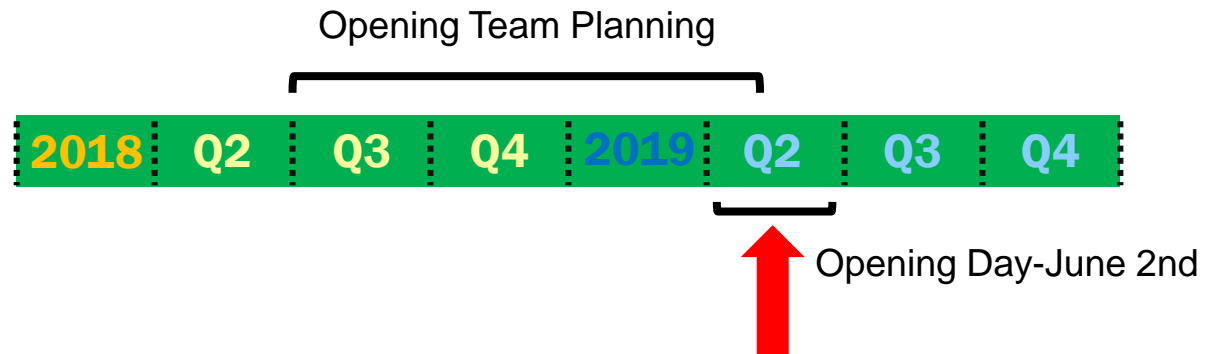 Opening Team Planning
2018 Q2 Q3 Q4 2019 Q2 Q3 Q4
Opening Day-June 2nd